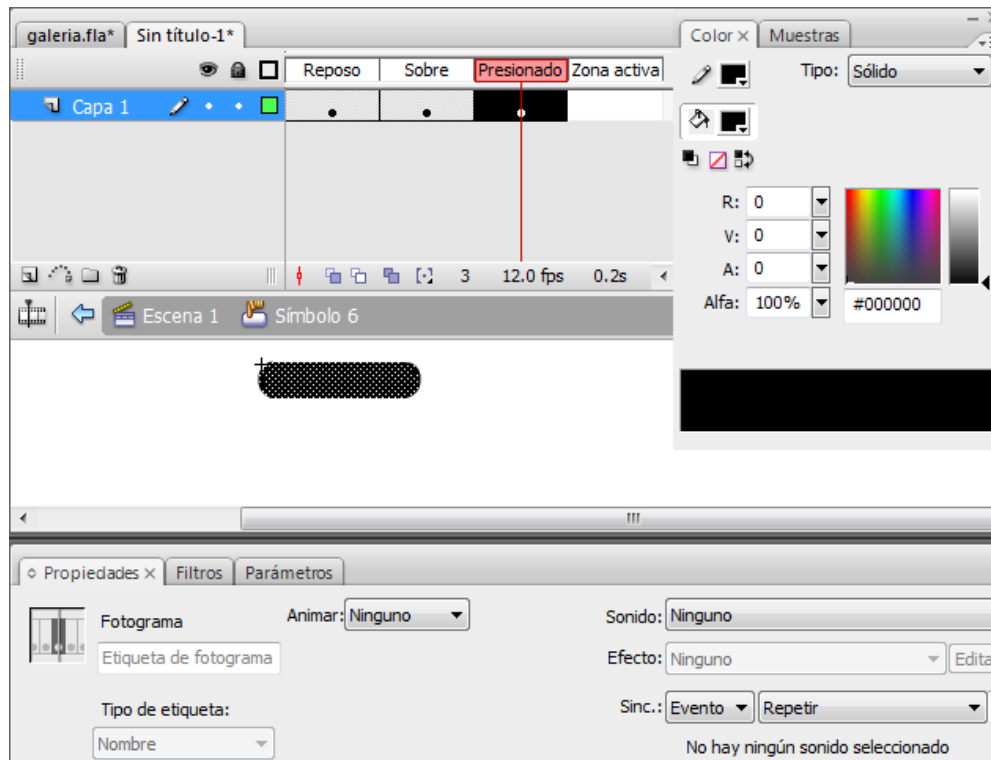 galeria.fla* Sin título-1*
Color Muestras
Reposo Sobre Presionado Zona activa
Tipo: Sólido
Capa 1
R: 0
V: 0
A: 0
Alfa: 100% #000000
3 12.0 fps 0.2s
Escena 1 Símbolo 6
Propiedades Filtros Parámetros
Fotograma Animar: Ninguno Sonido: Ninguno
Etiqueta de fotograma Efecto: Ninguno Edita
Tipo de etiqueta: Sinc.: Evento Repetir
Nombre No hay ningún sonido seleccionado